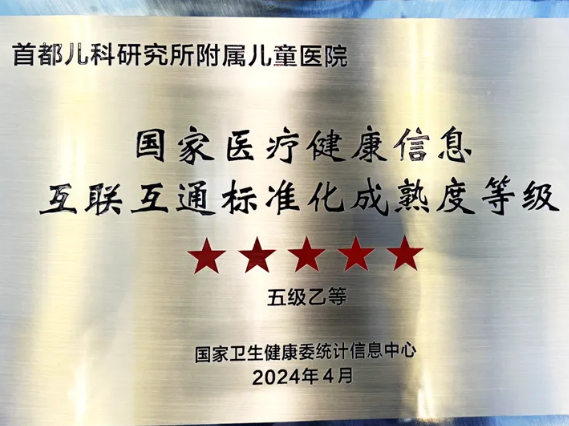 首都儿科研究所附属儿童医院
国家医疗健康信息
互联互通标准化成熟度等级
五级乙等
国家卫生健康委统计信息中心
2024年4月